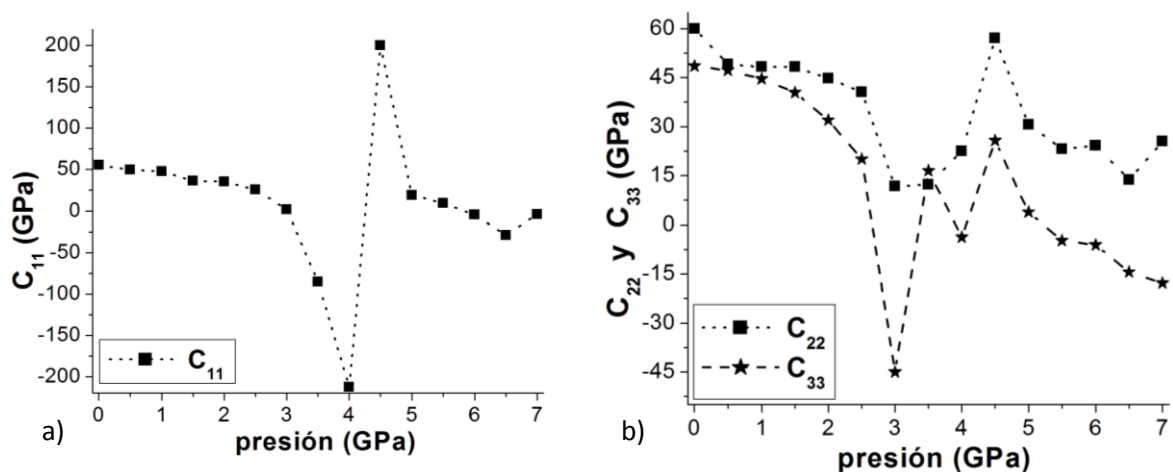 200
150
100
50
0
-50
-100
-150
-200
C₁₁ (GPa)
C₁₁
0 1 2 3 4 5 6 7
presión (GPa)
a)
60
45
30
15
0
-15
-30
-45
C₂₂ y C₃₃ (GPa)
C₂₂
C₃₃
0 1 2 3 4 5 6 7
presión (GPa)
b)